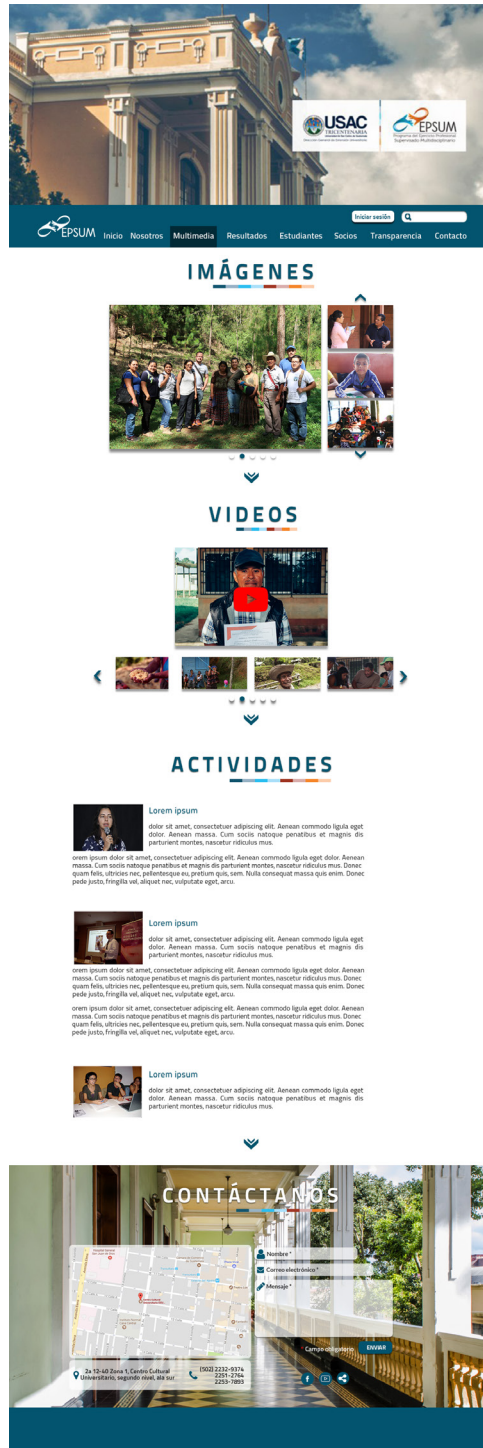 USAC
TRICENTENARIA
EPSUM
Programa del Ejercicio Profesional
Supervisado Multidisciplinario
Iniciar sesión
EPSUM
Inicio Nosotros Multimedia Resultados Estudiantes Socios Transparencia Contacto
IMÁGENES
VIDEOS
ACTIVIDADES
Lorem ipsum
dolor sit amet, consectetuer adipiscing elit. Aenean commodo ligula eget
dolor. Aenean massa. Cum sociis natoque penatibus et magnis dis
parturient montes, nascetur ridiculus mus.
orem ipsum dolor sit amet, consectetuer adipiscing elit. Aenean commodo ligula eget dolor. Aenean
massa. Cum sociis natoque penatibus et magnis dis parturient montes, nascetur ridiculus mus. Donec
quam felis, ultricies nec, pellentesque eu, pretium quis, sem. Nulla consequat massa quis enim. Donec
pede justo, fringilla vel, aliquet nec, vulputate eget, arcu.
Lorem ipsum
dolor sit amet, consectetuer adipiscing elit. Aenean commodo ligula eget
dolor. Aenean massa. Cum sociis natoque penatibus et magnis dis
parturient montes, nascetur ridiculus mus.
orem ipsum dolor sit amet, consectetuer adipiscing elit. Aenean commodo ligula eget dolor. Aenean
massa. Cum sociis natoque penatibus et magnis dis parturient montes, nascetur ridiculus mus. Donec
quam felis, ultricies nec, pellentesque eu, pretium quis, sem. Nulla consequat massa quis enim. Donec
pede justo, fringilla vel, aliquet nec, vulputate eget, arcu.
orem ipsum dolor sit amet, consectetuer adipiscing elit. Aenean commodo ligula eget dolor. Aenean
massa. Cum sociis natoque penatibus et magnis dis parturient montes, nascetur ridiculus mus. Donec
quam felis, ultricies nec, pellentesque eu, pretium quis, sem. Nulla consequat massa quis enim. Donec
pede justo, fringilla vel, aliquet nec, vulputate eget, arcu.
Lorem ipsum
dolor sit amet, consectetuer adipiscing elit. Aenean commodo ligula eget
dolor. Aenean massa. Cum sociis natoque penatibus et magnis dis
parturient montes, nascetur ridiculus mus.
CONTÁCTANOS
Nombre *
Correo electrónico *
Mensaje *
Campo obligatorio
ENVIAR
2a 12-40 Zona 1, Centro Cultural
Universitario, segundo nivel, ala sur
(502) 2232-9374
2251-2764
2253-7893